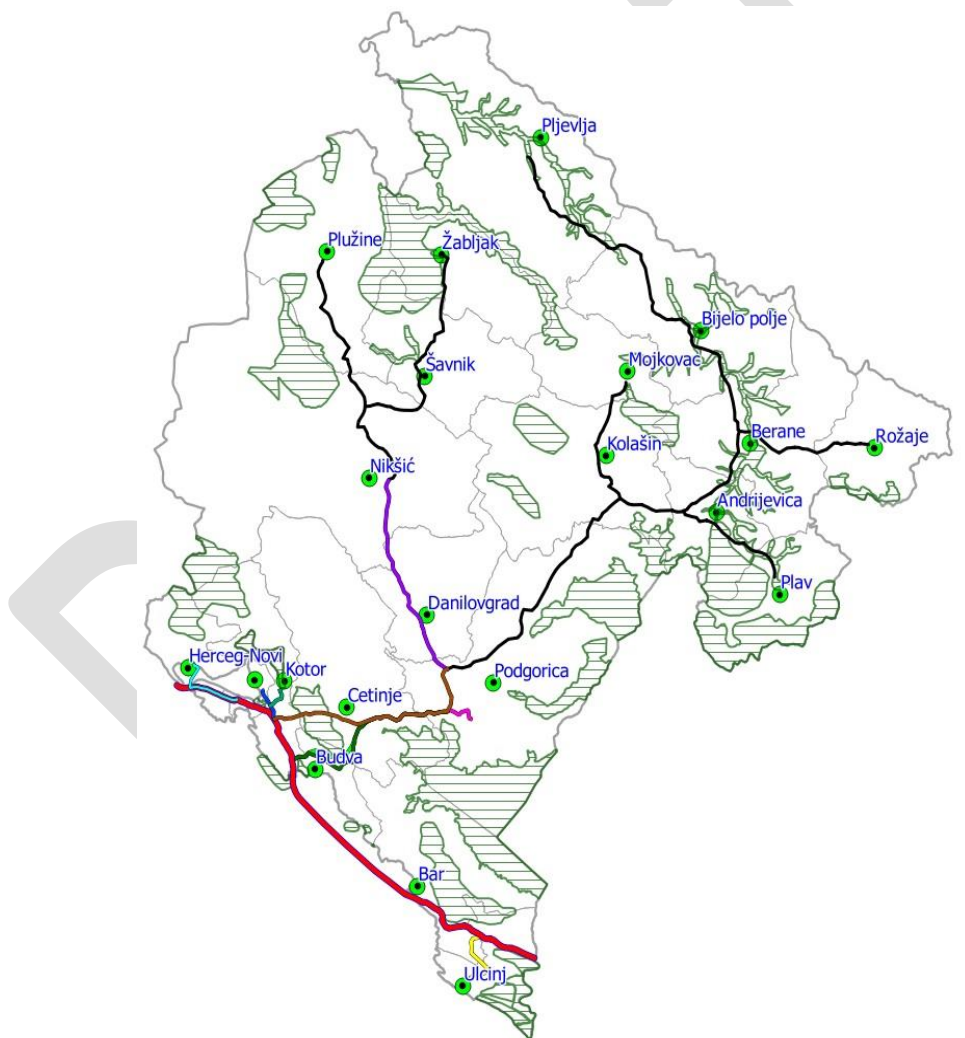 Pljevlja
Plužine
Žabljak
Bijelo polje
Mojkovac
Šavnik
Kolašin
Berane
Rožaje
Nikšić
Andrijevica
Plav
Danilovgrad
Herceg-Novi
Kotor
Podgorica
Cetinje
Budva
Bar
Ulcinj